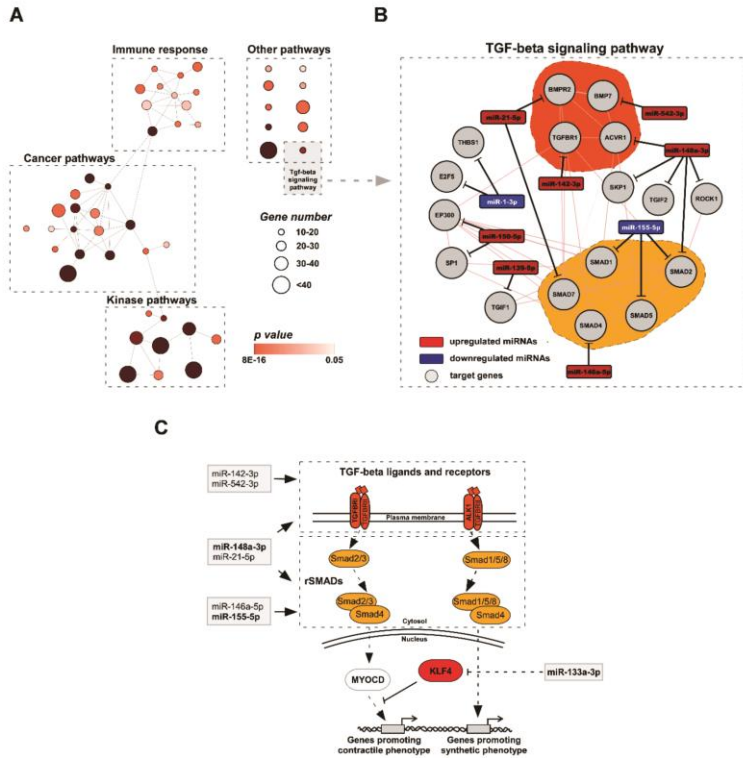 A
Immune response
Other pathways
Tgf-beta
signaling
pathway
Cancer pathways
Gene number
10-20
20-30
30-40
<40
Kinase pathways
p value
8E-16
0.05
B
TGF-beta signaling pathway
BMPR2
BMP7
miR-21-5p
miR-542-3p
THBS1
TGFBR1
ACVR1
miR-148a-3p
E2F5
miR-142-3p
SKP1
TGIF2
ROCK1
miR-1-3p
EP300
miR-155-5p
SP1
miR-139-5p
SMAD1
SMAD2
TGIF1
SMAD7
SMAD4
SMAD5
upregulated miRNAs
downregulated miRNAs
target genes
miR-146a-5p
C
miR-142-3p
miR-542-3p
TGF-beta ligands and receptors
TGFBRI
ALK1
Plasma membrane
miR-148a-3p
miR-21-5p
Smad2/3
Smad1/5/8
rSMADs
miR-146a-5p
miR-155-5p
Smad2/3
Smad4
Smad1/5/8
Smad4
Cytosol
Nucleus
MYOCD
KLF4
miR-133a-3p
Genes promoting
contractile phenotype
Genes promoting
synthetic phenotype